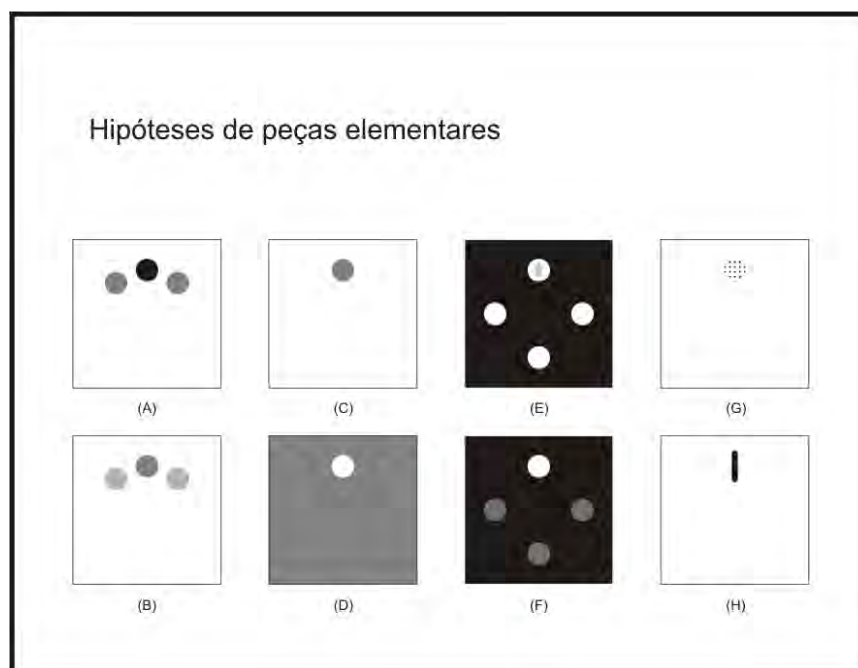 Hipóteses de peças elementares
(A)
(C)
(E)
(G)
(B)
(D)
(F)
(H)